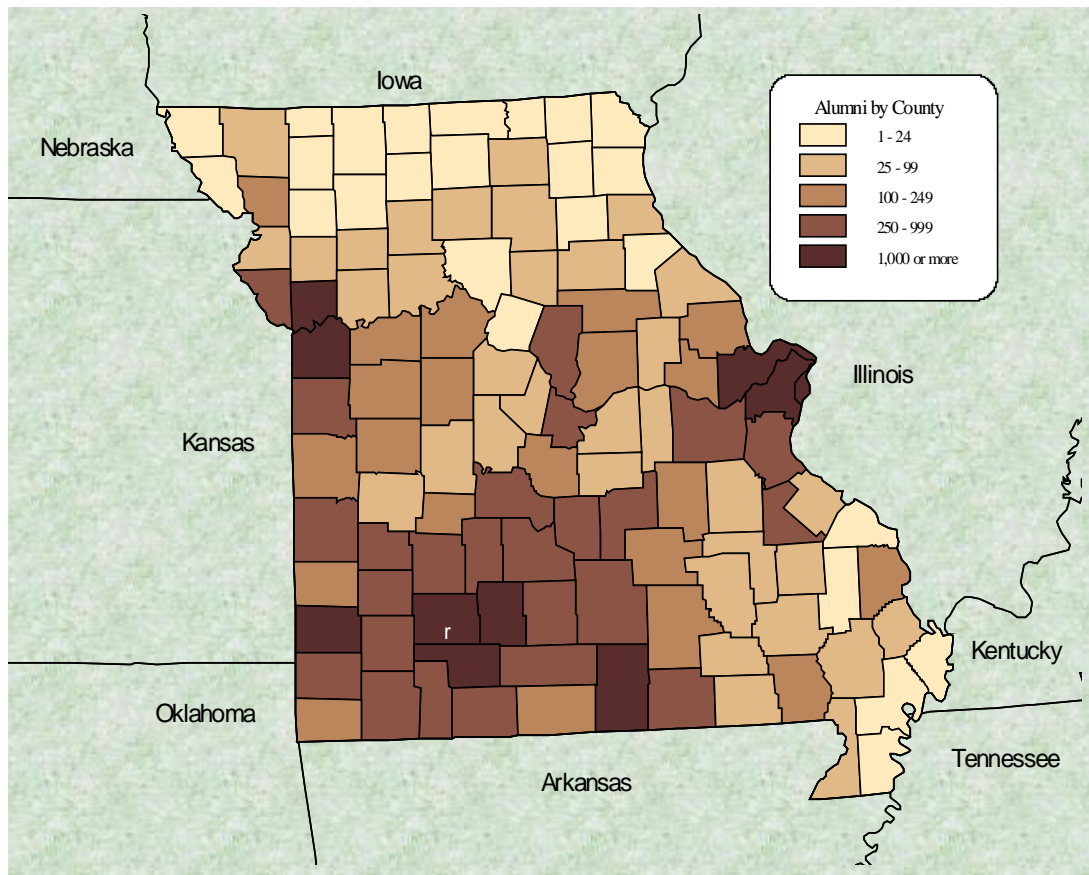 Iowa
Nebraska
Alumni by County
1 - 24
25 - 99
100 - 249
250 - 999
1,000 or more
Illinois
Kansas
r
Kentucky
Oklahoma
Tennessee
Arkansas